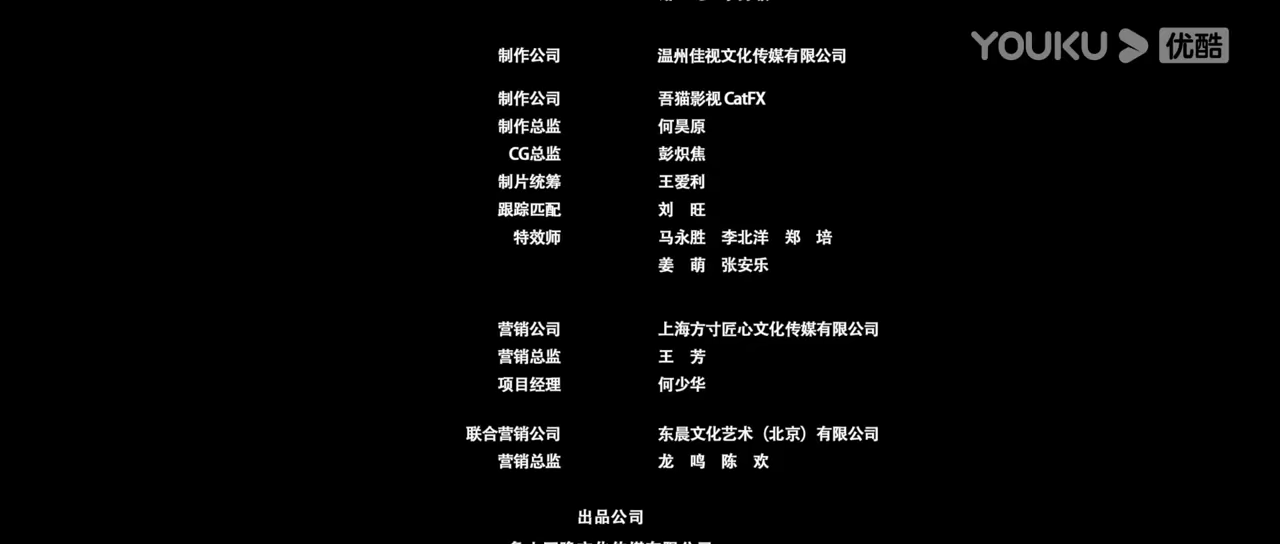 YOUKU 优酷
制作公司 温州佳视文化传媒有限公司
制作公司 吾猫影视 CatFX
制作总监 何昊原
CG总监 彭炽焦
制片统筹 王爱利
跟踪匹配 刘 旺
特效师 马永胜 李北洋 郑 培
姜 萌 张安乐
营销公司 上海方寸匠心文化传媒有限公司
营销总监 王 芳
项目经理 何少华
联合营销公司 东晨文化艺术（北京）有限公司
营销总监 龙 鸣 陈 欢
出品公司